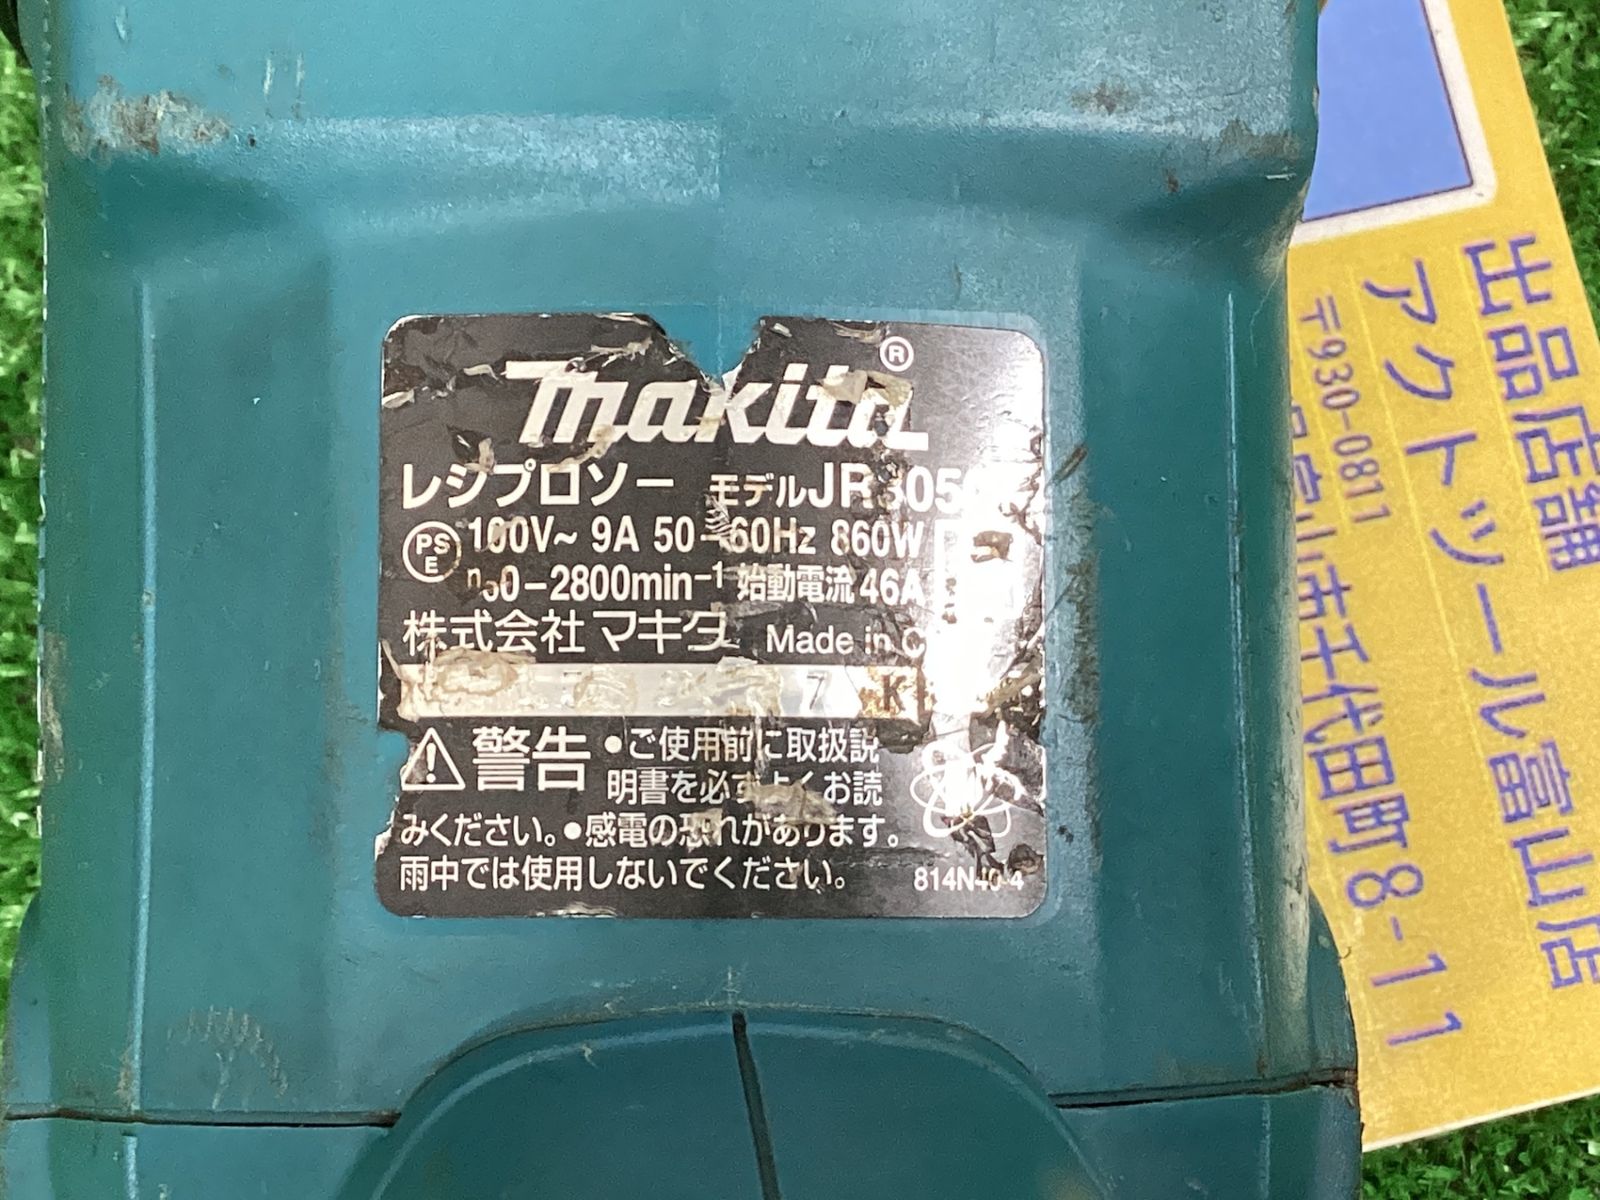 makita®
レシプロソー モデルJR3050
PSE 100V~ 9A 50-60Hz 860W
n₀0-2800min⁻¹ 始動電流 46A
株式会社 マキタ Made in
7 K
警告 ●ご使用前に取扱説
明書を必ずよくお読
みください。●感電の恐れがあります。
雨中では使用しないでください。
814N40-4
出品店舗
アクトツール富山店
〒930-0811
富山市千代田町8-11